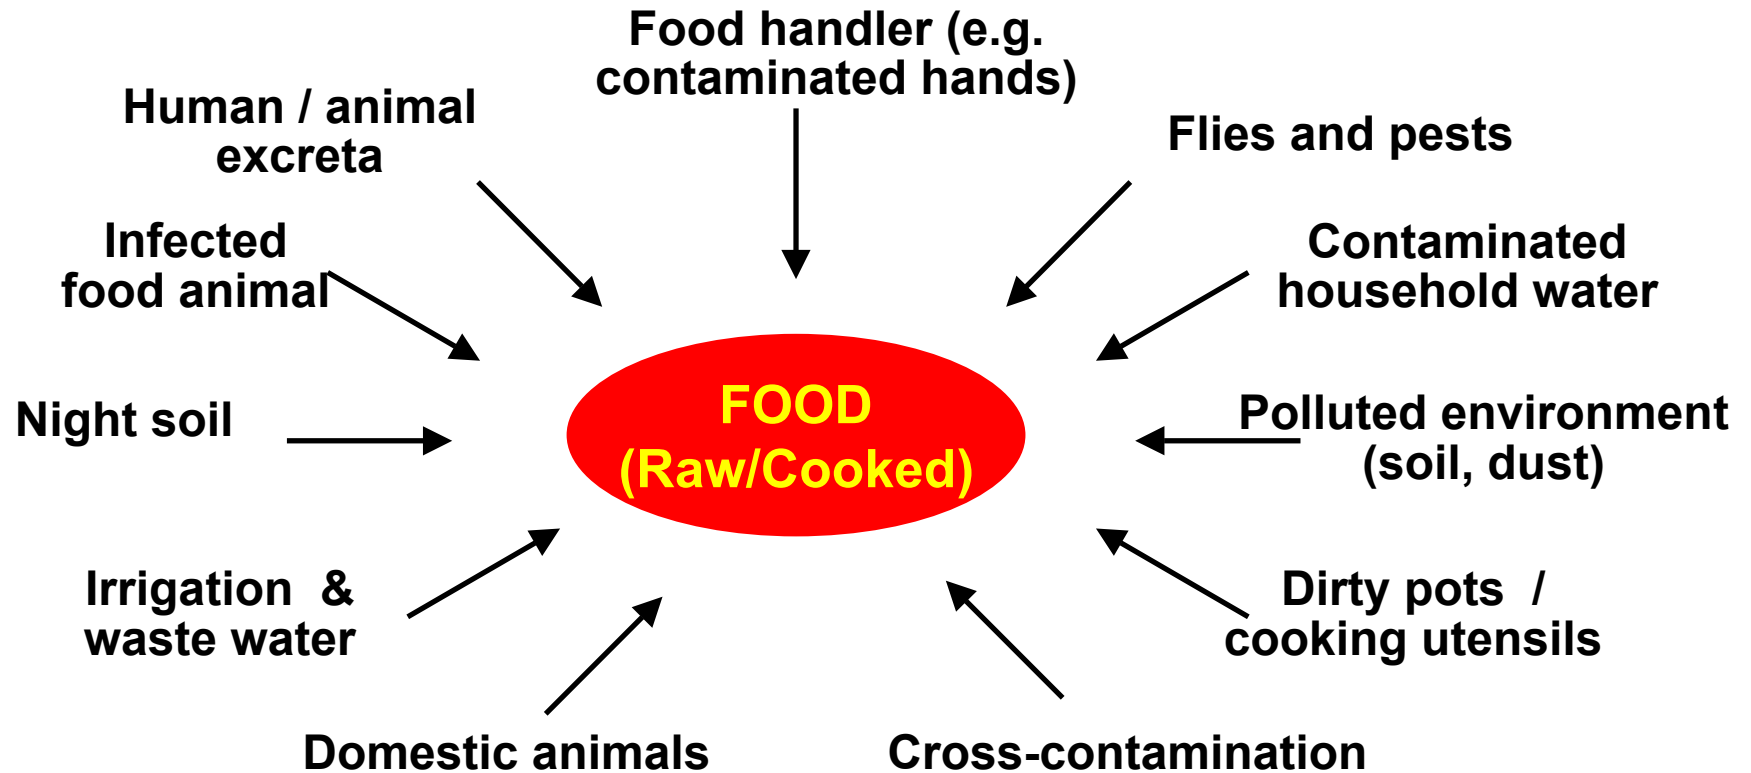 Food handler (e.g.
contaminated hands)
Human / animal
excreta
Flies and pests
Infected
food animal
Contaminated
household water
Night soil
FOOD
(Raw/Cooked)
Polluted environment
(soil, dust)
Irrigation & 
waste water
Dirty pots /
cooking utensils
Domestic animals
Cross-contamination